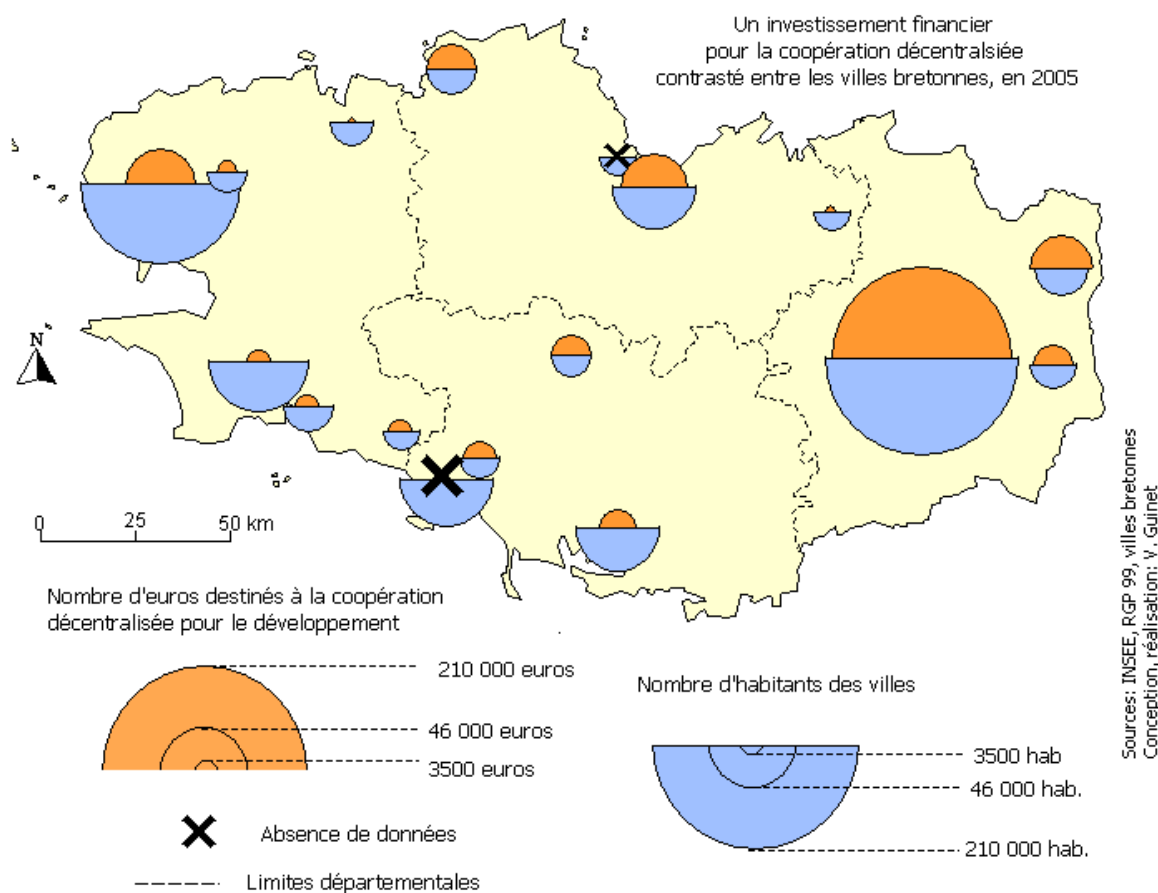 Un investissement financier
pour la coopération décentralsiée
contrasté entre les villes bretonnes, en 2005
N
0 25 50 km
Nombre d'euros destinés à la coopération
décentralisée pour le développement
210 000 euros
46 000 euros
3500 euros
Absence de données
Limites départementales
Nombre d'habitants des villes
3500 hab
46 000 hab.
210 000 hab.
Sources: INSEE, RGP 99, villes bretonnes
Conception, réalisation: V. Guinet